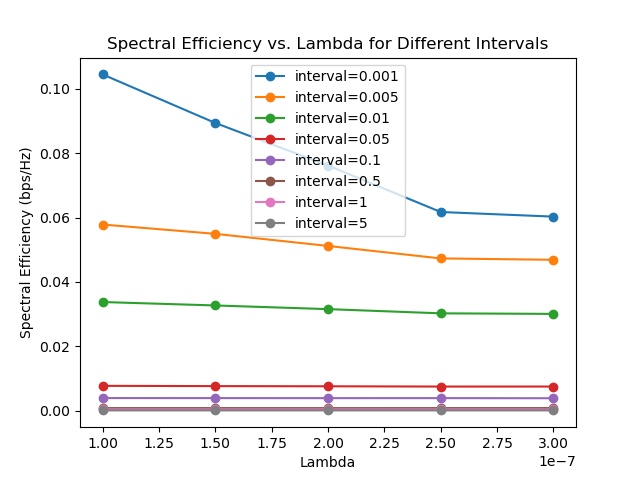 Spectral Efficiency vs. Lambda for Different Intervals
Spectral Efficiency (bps/Hz)
0.10
0.08
0.06
0.04
0.02
0.00
interval=0.001
interval=0.005
interval=0.01
interval=0.05
interval=0.1
interval=0.5
interval=1
interval=5
1.00 1.25 1.50 1.75 2.00 2.25 2.50 2.75 3.00
Lambda
1e−7